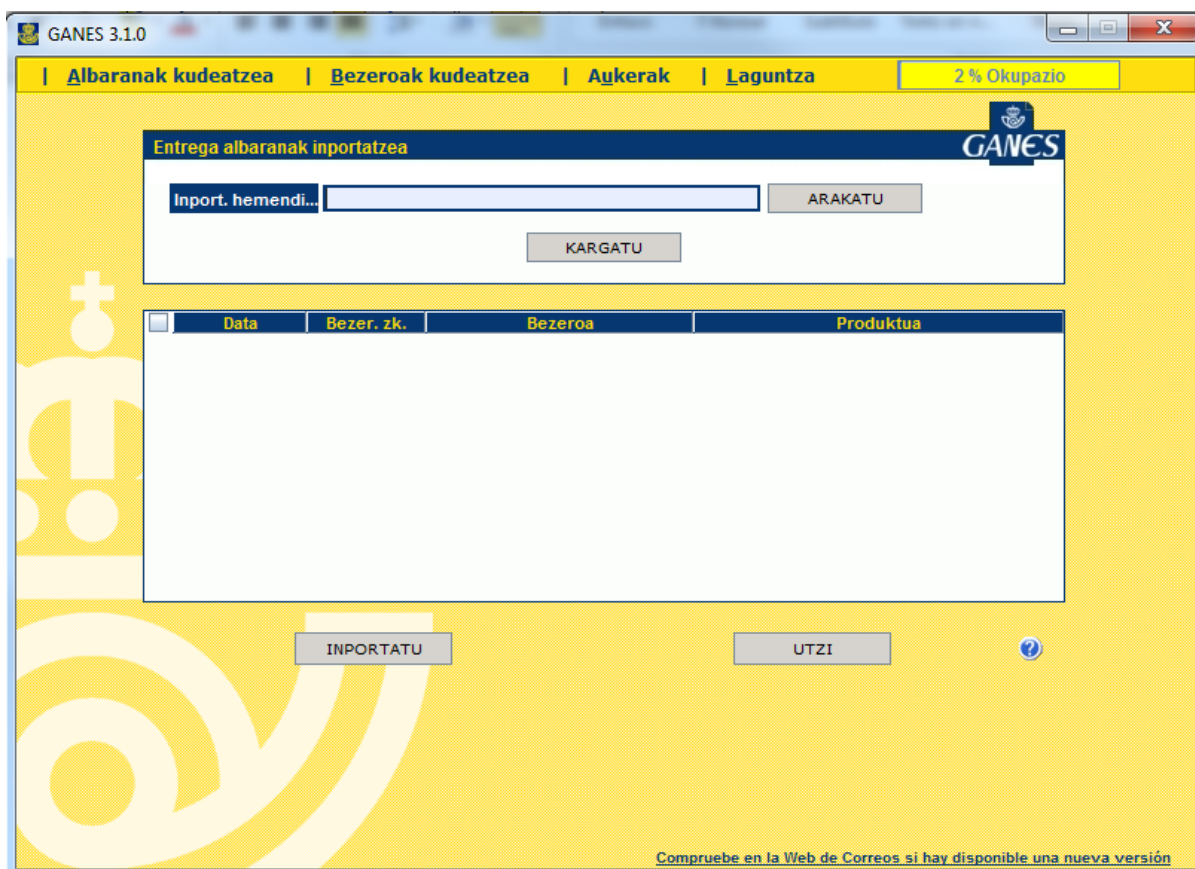 GANES 3.1.0
| Albaranak kudeatzea | Bezeroak kudeatzea | Aukerak | Laguntza 2 % Okupazio
GANES
Entrega albaranak inportatzea
Inport. hemendi... ARAKATU
KARGATU
Data Bezer. zk. Bezeroa Produktua
INPORTATU UTZI ?
Compruebe en la Web de Correos si hay disponible una nueva versión